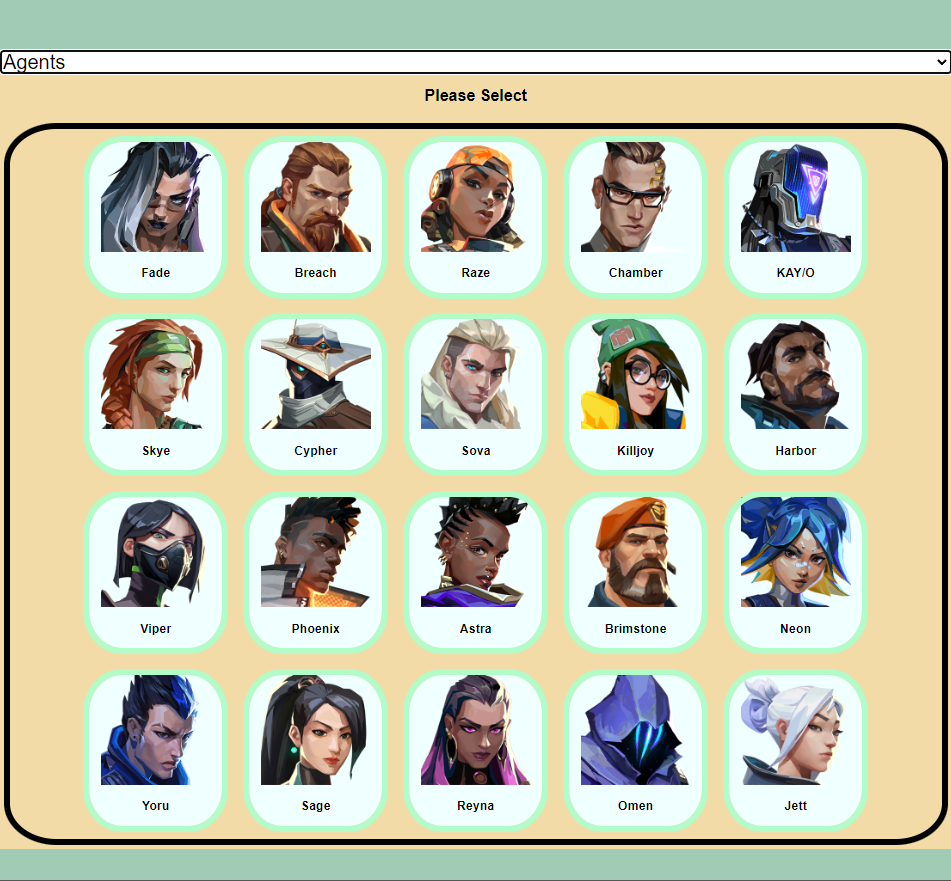 Agents
Please Select
Fade
Breach
Raze
Chamber
KAY/O
Skye
Cypher
Sova
Killjoy
Harbor
Viper
Phoenix
Astra
Brimstone
Neon
Yoru
Sage
Reyna
Omen
Jett